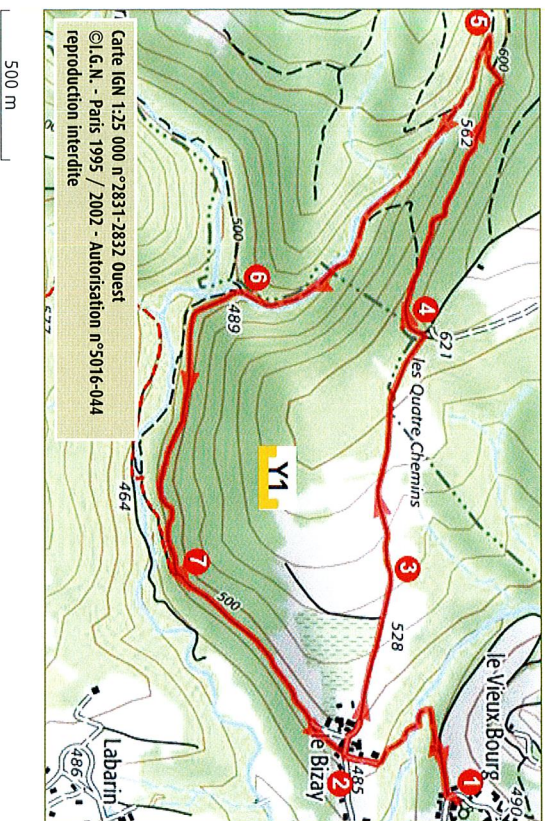 Carte IGN 1:25 000 n°2831-2832 Ouest
©I.G.N. - Paris 1995 / 2002 - Autorisation n°5016-044
reproduction interdite
500 m
5
600
562
4
621
les Quatre Chemins
3
528
le Vieux Bourg
490
1
485
2
le Bizay
Y1
500
6
489
7
500
464
577
Labarin
486